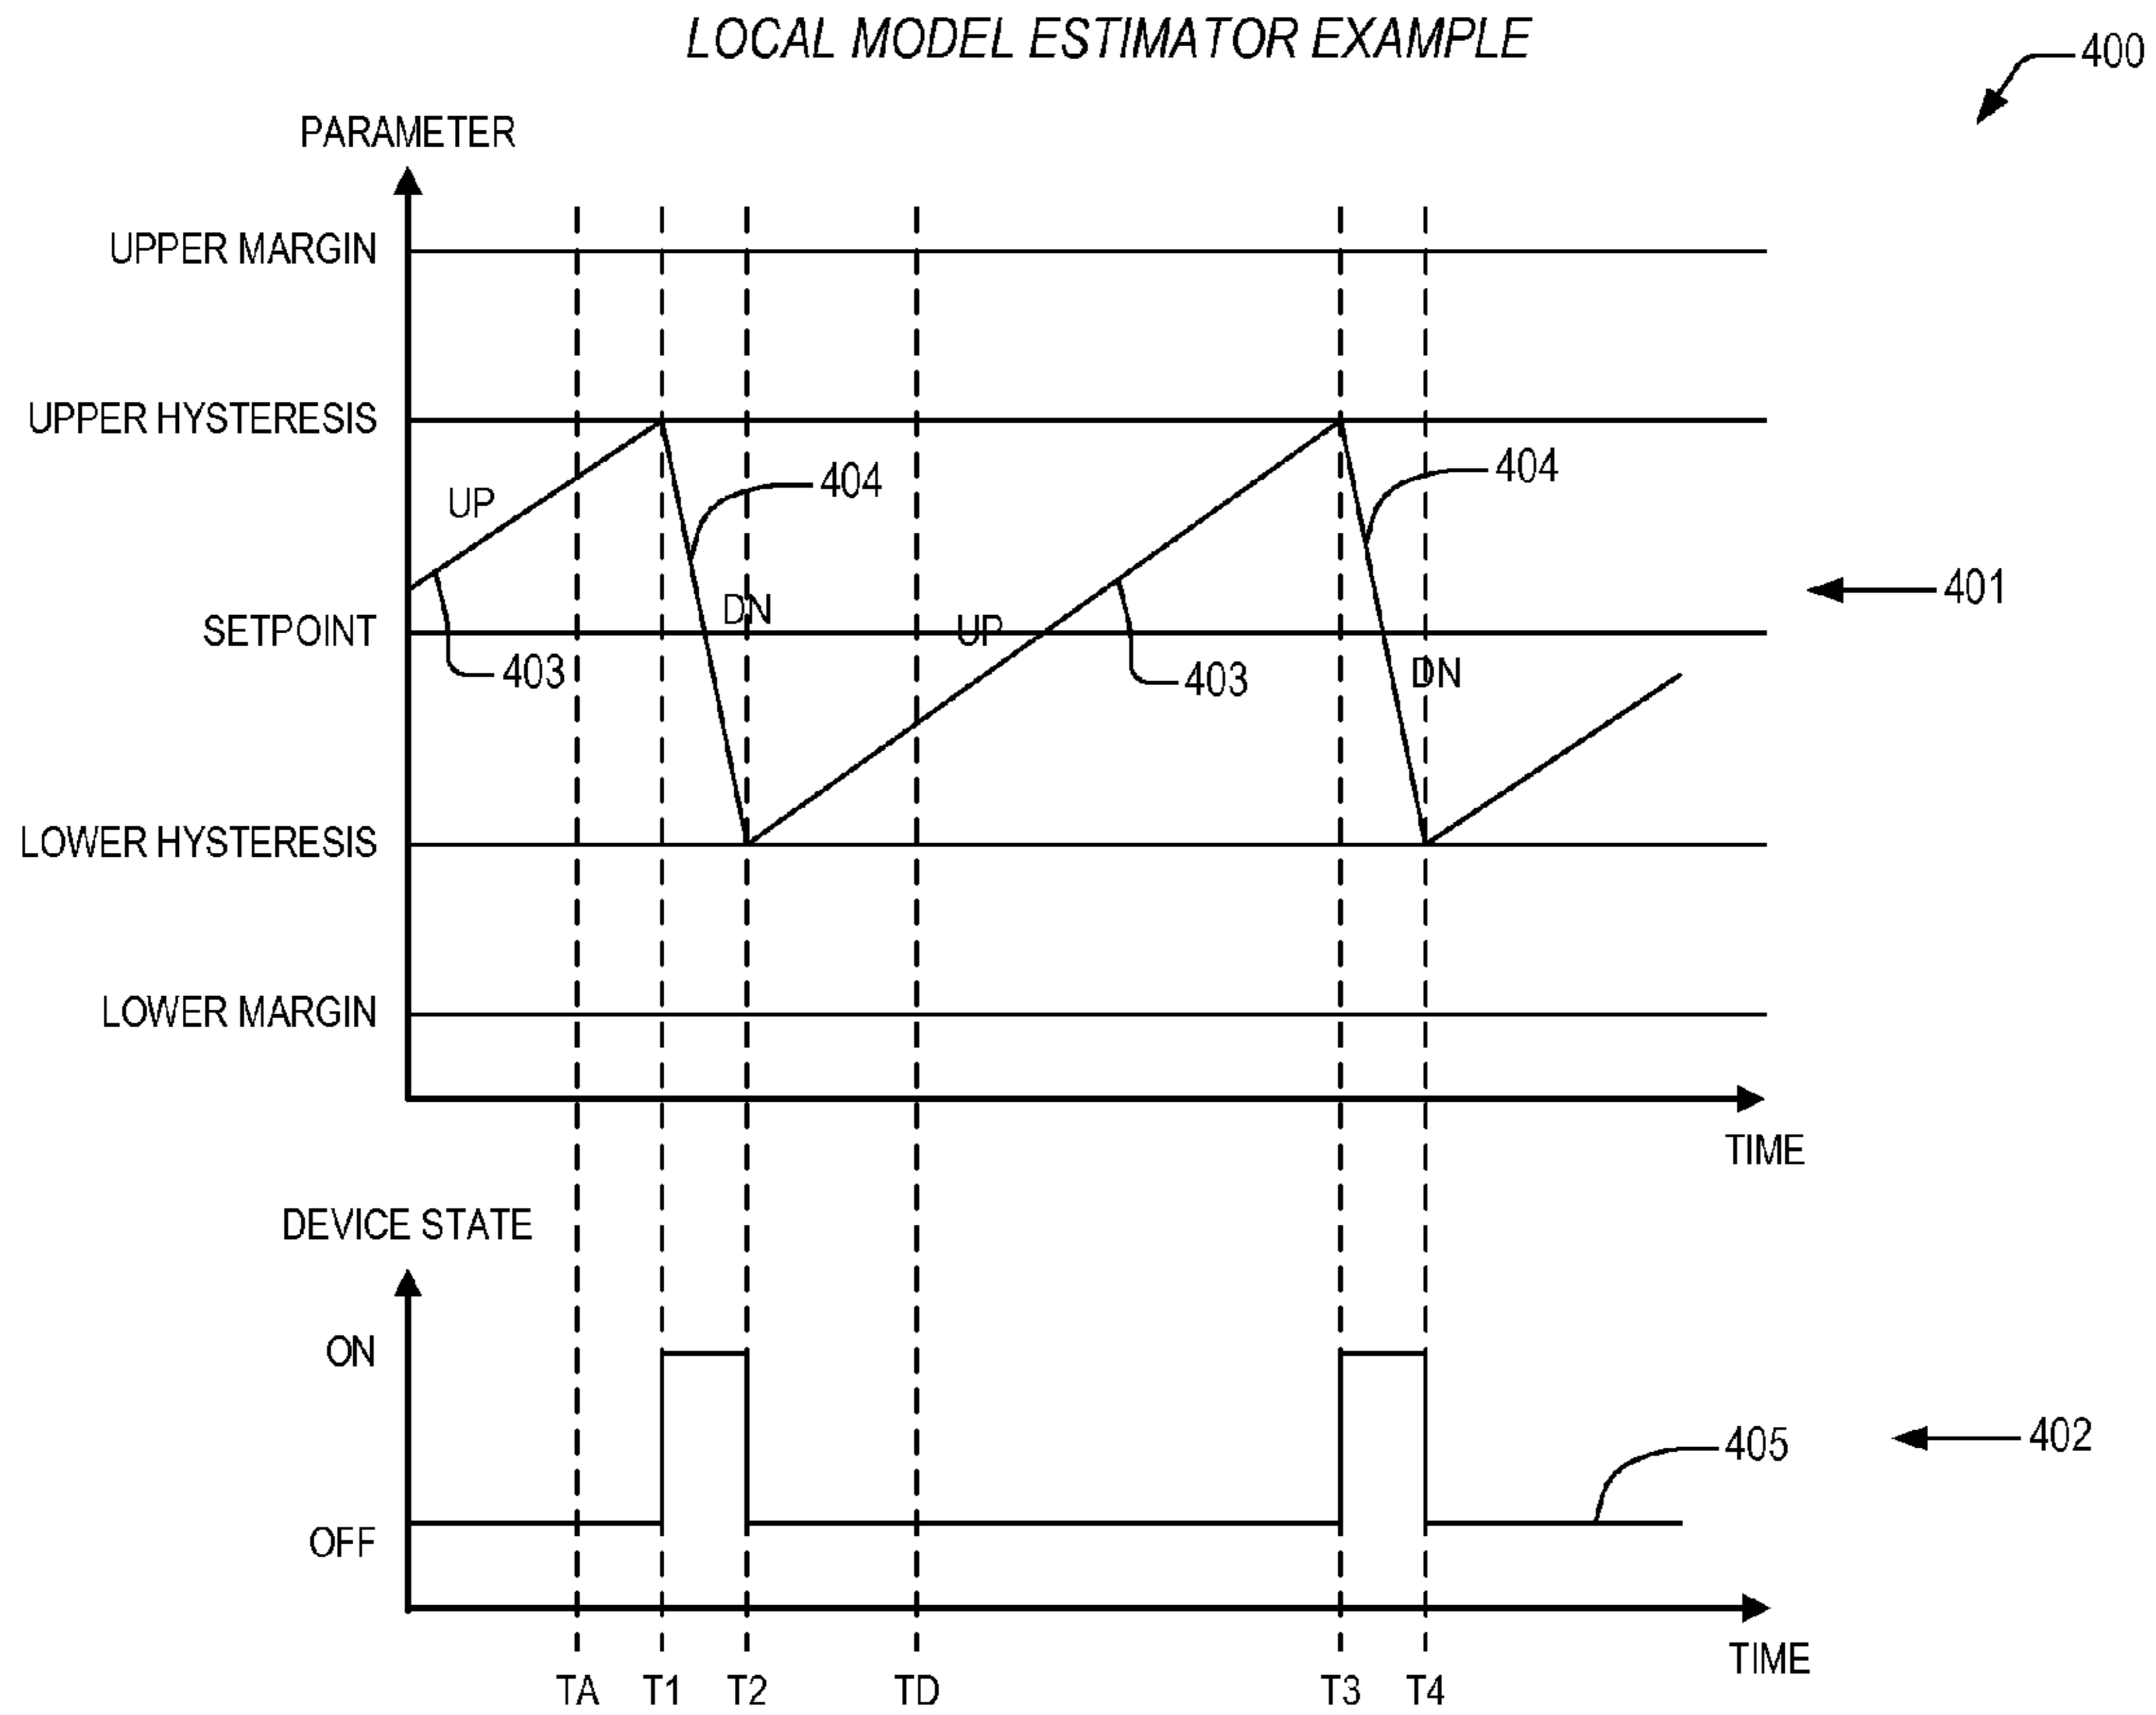 LOCAL MODEL ESTIMATOR EXAMPLE
400
PARAMETER
UPPER MARGIN
UPPER HYSTERESIS
404
404
UP
401
DN
SETPOINT
UP
403
403
DN
LOWER HYSTERESIS
LOWER MARGIN
TIME
DEVICE STATE
ON
405
402
OFF
TIME
TA T1 T2 TD T3 T4